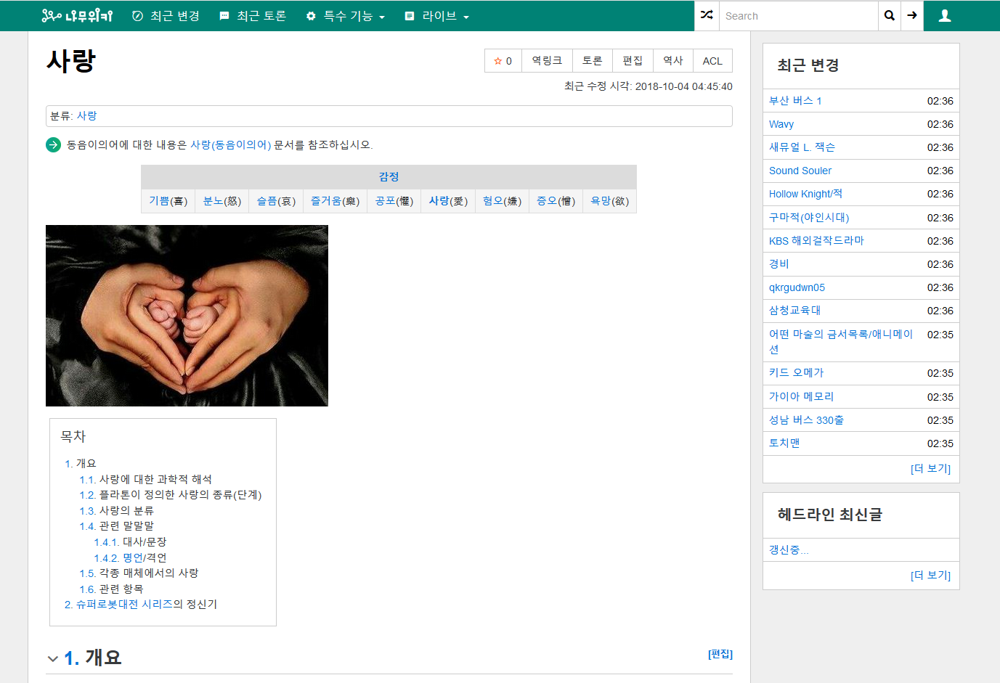 나무위키 최근 변경 최근 토론 특수 기능 라이브 Search
사랑
0 역링크 토론 편집 역사 ACL
최근 수정 시각: 2018-10-04 04:45:40
분류: 사랑
동음이의어에 대한 내용은 사랑(동음이의어) 문서를 참조하십시오.
감정
기쁨(喜) 분노(怒) 슬픔(哀) 즐거움(樂) 공포(懼) 사랑(愛) 혐오(嫌) 증오(憎) 욕망(欲)
목차
1. 개요
1.1. 사랑에 대한 과학적 해석
1.2. 플라톤이 정의한 사랑의 종류(단계)
1.3. 사랑의 분류
1.4. 관련 말말말
1.4.1. 대사/문장
1.4.2. 명언/격언
1.5. 각종 매체에서의 사랑
1.6. 관련 항목
2. 슈퍼로봇대전 시리즈의 정신기
1. 개요 [편집]
최근 변경
부산 버스 1 02:36
Wavy 02:36
새뮤얼 L. 잭슨 02:36
Sound Souler 02:36
Hollow Knight/적 02:36
구마적(야인시대) 02:36
KBS 해외걸작드라마 02:36
경비 02:36
qkrgudwn05 02:36
삼청교육대 02:36
어떤 마술의 금서목록/애니메이 02:35
션
키드 오메가 02:35
가이아 메모리 02:35
성남 버스 330출 02:35
토치맨 02:35
[더 보기]
헤드라인 최신글
갱신중...
[더 보기]